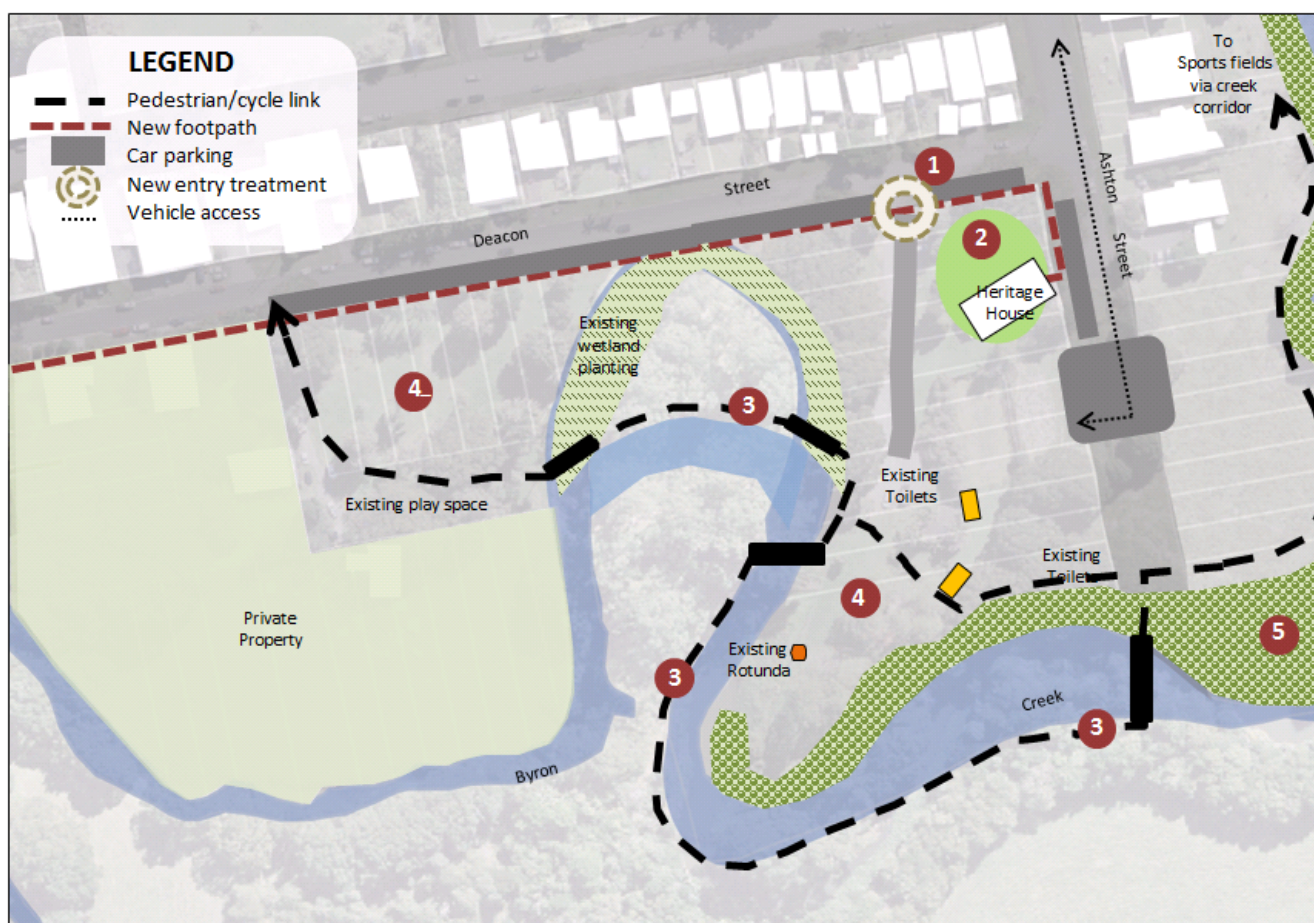 LEGEND
Pedestrian/cycle link
New footpath
Car parking
New entry treatment
Vehicle access
To
Sports fields
via creek
corridor
1
Ashton
Street
Deacon
Street
2
Heritage
House
Existing
wetland
planting
4
3
Existing
Toilets
Existing play space
Existing
Toilets
4
Private
Property
Existing
Rotunda
5
3
Creek
3
Byron